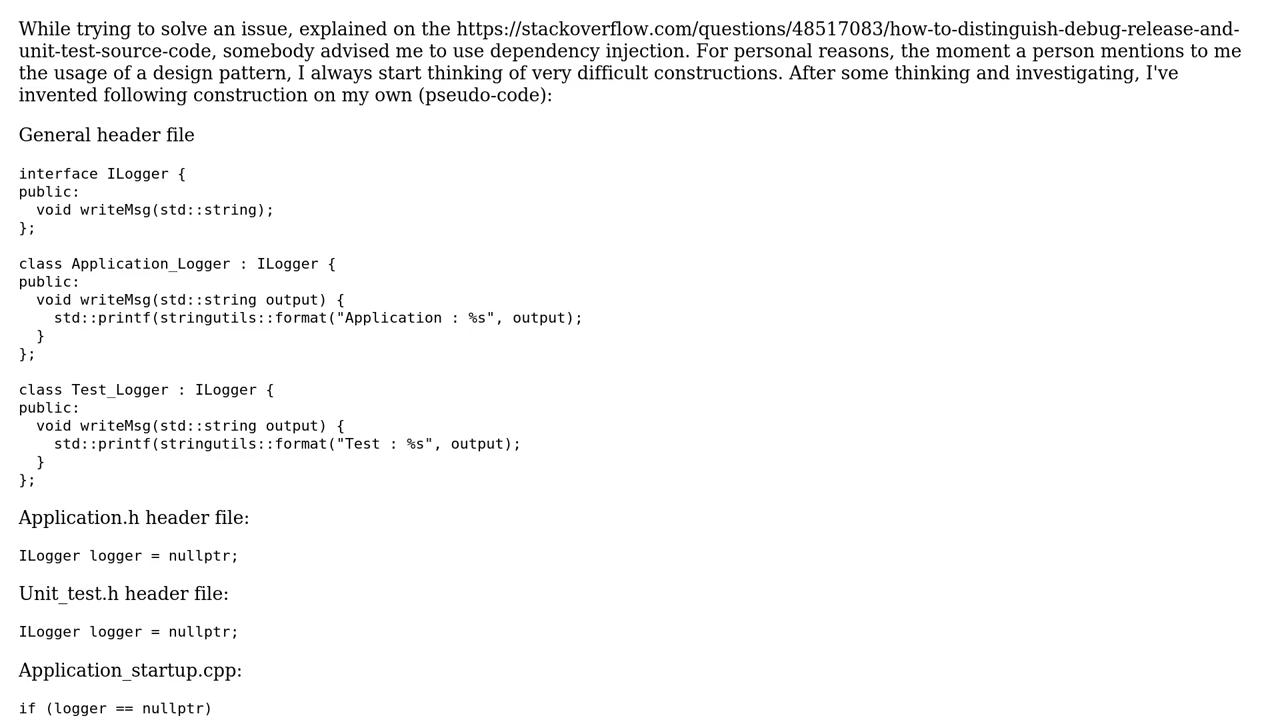 While trying to solve an issue, explained on the https://stackoverflow.com/questions/48517083/how-to-distinguish-debug-release-and-
unit-test-source-code, somebody advised me to use dependency injection. For personal reasons, the moment a person mentions to me
the usage of a design pattern, I always start thinking of very difficult constructions. After some thinking and investigating, I've
invented following construction on my own (pseudo-code):
General header file
interface ILogger {
public:
  void writeMsg(std::string);
};
class Application_Logger : ILogger {
public:
  void writeMsg(std::string output) {
    std::printf(stringutils::format("Application : %s", output);
  }
};
class Test_Logger : ILogger {
public:
  void writeMsg(std::string output) {
    std::printf(stringutils::format("Test : %s", output);
  }
};
Application.h header file:
ILogger logger = nullptr;
Unit_test.h header file:
ILogger logger = nullptr;
Application_startup.cpp:
if (logger == nullptr)